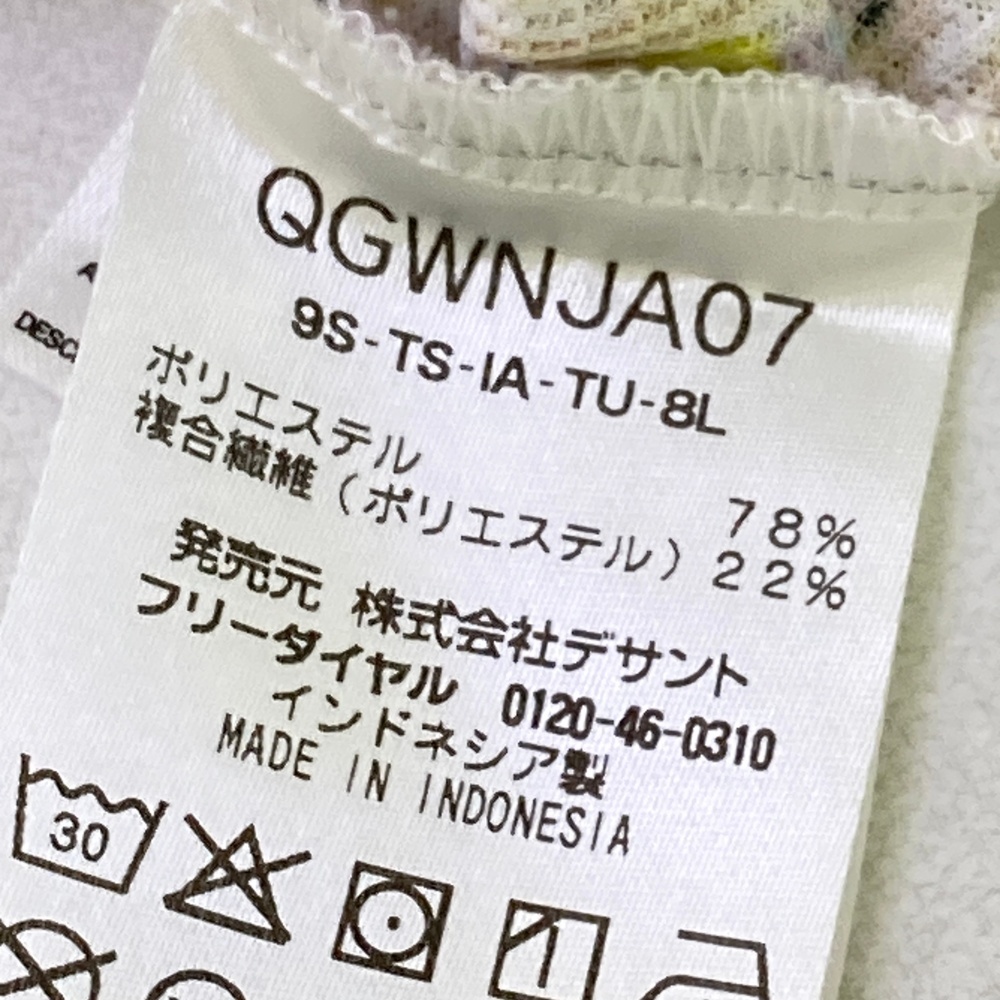 QGWNJA07
9S-TS-IA-TU-8L
ポリエステル 78%
複合繊維(ポリエステル) 22%
発売元 株式会社デサント
フリーダイヤル 0120-46-0310
インドネシア製
MADE IN INDONESIA
30
DESC